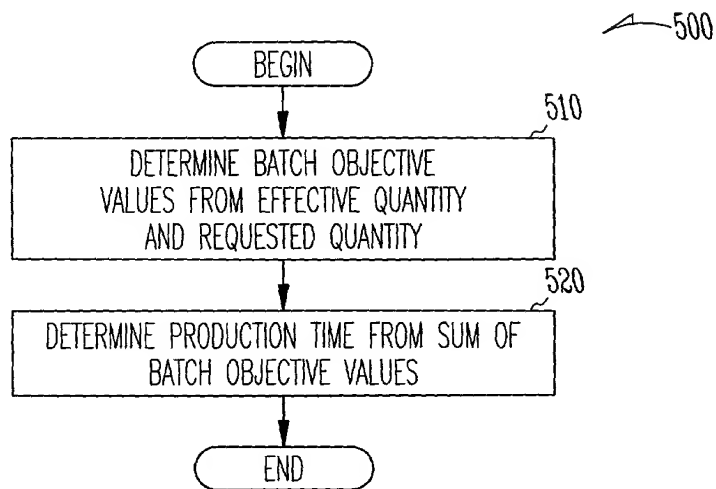 500
BEGIN
510
DETERMINE BATCH OBJECTIVE
VALUES FROM EFFECTIVE QUANTITY
AND REQUESTED QUANTITY
520
DETERMINE PRODUCTION TIME FROM SUM OF
BATCH OBJECTIVE VALUES
END